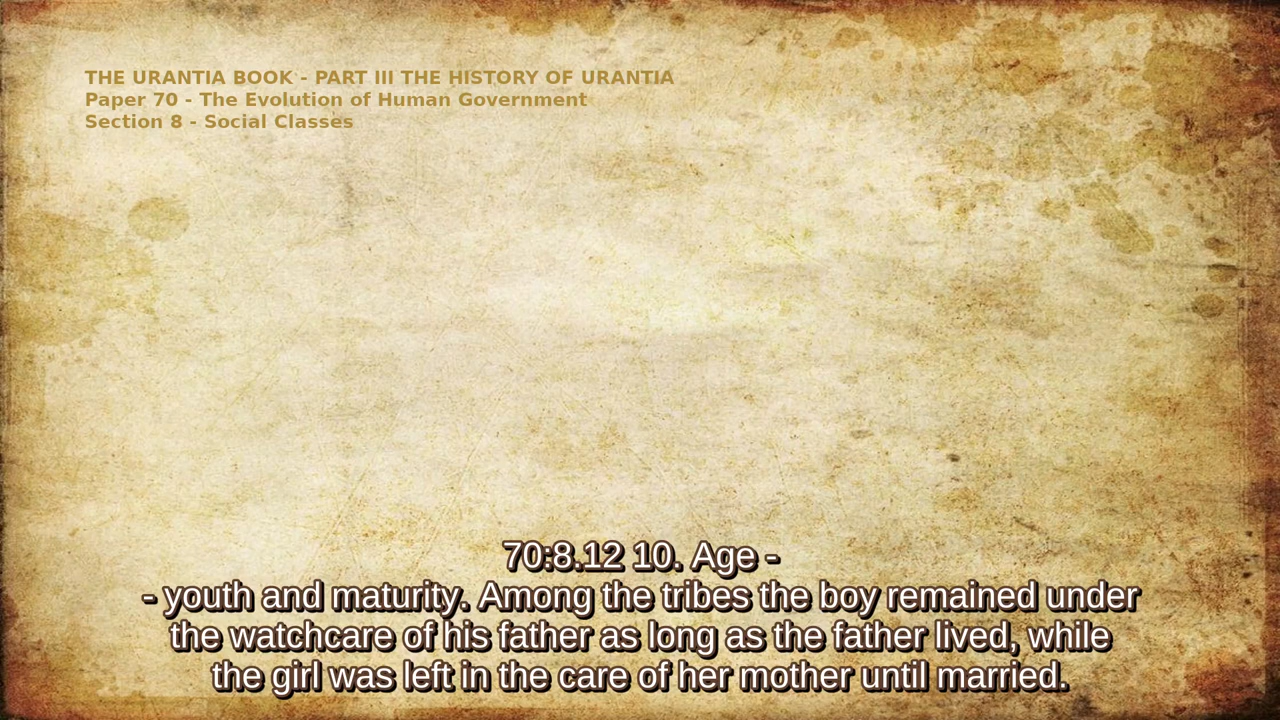 THE URANTIA BOOK - PART III THE HISTORY OF URANTIA
Paper 70 - The Evolution of Human Government
Section 8 - Social Classes
70:8.12 10. Age -
- youth and maturity. Among the tribes the boy remained under
the watchcare of his father as long as the father lived, while
the girl was left in the care of her mother until married.